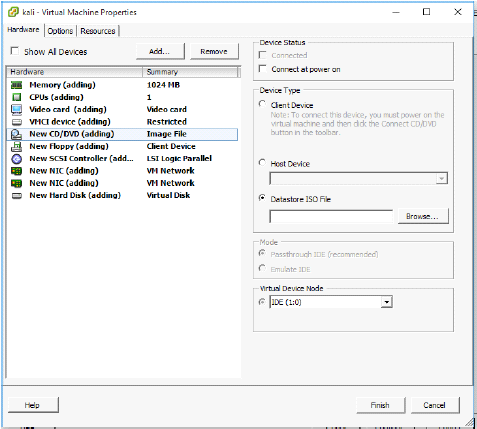 kali - Virtual Machine Properties
Hardware Options Resources
Show All Devices Add... Remove
Hardware Summary
Memory (adding) 1024 MB
CPUs (adding) 1
Video card (adding) Video card
VMCI device (adding) Restricted
New CD/DVD (adding) Image File
New Floppy (adding) Client Device
New SCSI Controller (add... LSI Logic Parallel
New NIC (adding) VM Network
New NIC (adding) VM Network
New Hard Disk (adding) Virtual Disk
Device Status
Connected
Connect at power on
Device Type
Client Device
Note: To connect this device, you must power on the
virtual machine and then click the Connect CD/DVD
button in the toolbar.
Host Device
Datastore ISO File
Browse...
Mode
Passthrough IDE (recommended)
Emulate IDE
Virtual Device Node
IDE (1:0)
Help Finish Cancel